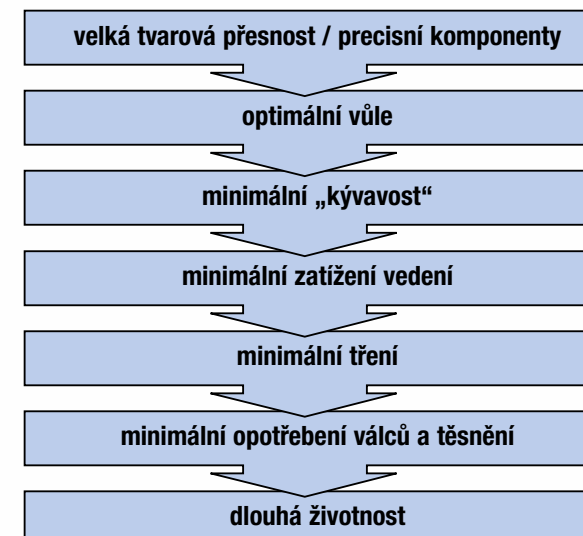 velká tvarová přesnost / precisní komponenty
optimální vůle
minimální „kývavost“
minimální zatížení vedení
minimální tření
minimální opotřebení válců a těsnění
dlouhá životnost